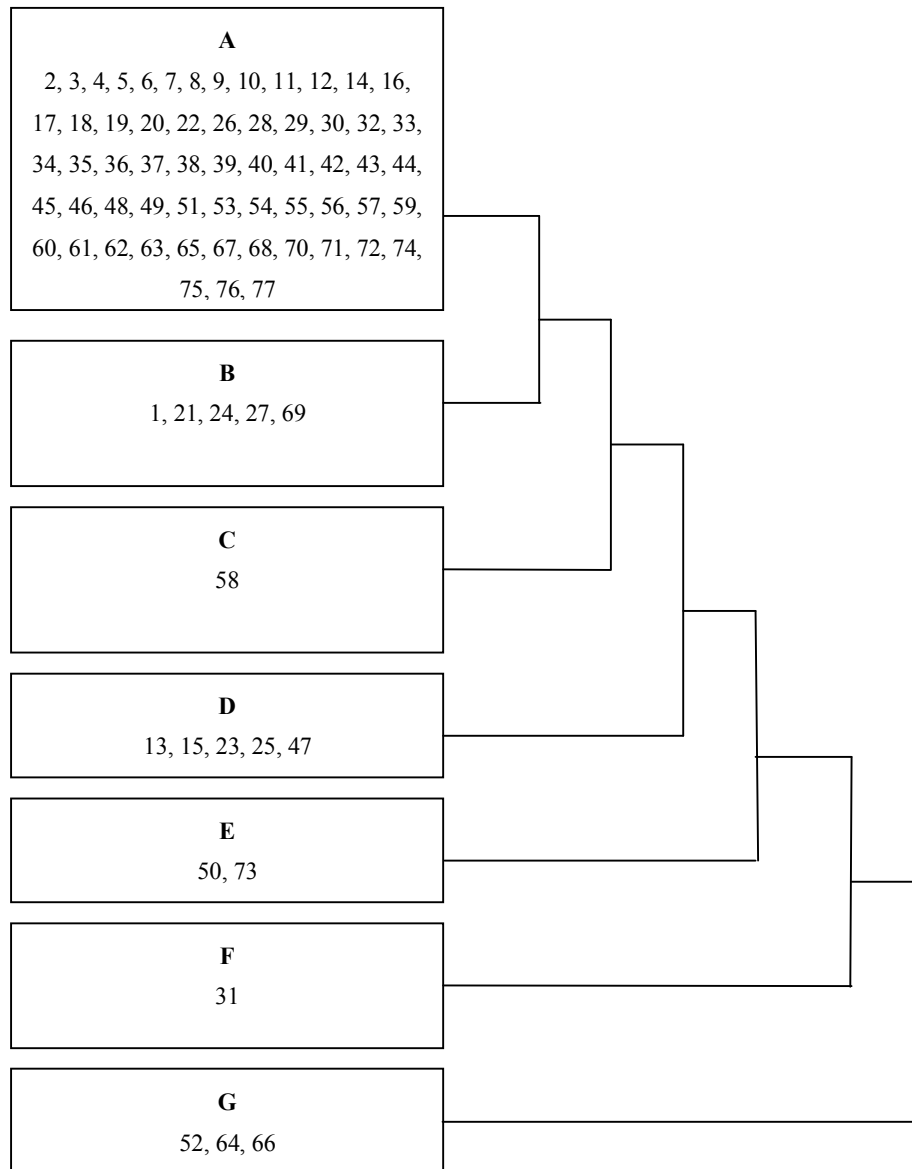 A
2, 3, 4, 5, 6, 7, 8, 9, 10, 11, 12, 14, 16,
17, 18, 19, 20, 22, 26, 28, 29, 30, 32, 33,
34, 35, 36, 37, 38, 39, 40, 41, 42, 43, 44,
45, 46, 48, 49, 51, 53, 54, 55, 56, 57, 59,
60, 61, 62, 63, 65, 67, 68, 70, 71, 72, 74,
75, 76, 77
B
1, 21, 24, 27, 69
C
58
D
13, 15, 23, 25, 47
E
50, 73
F
31
G
52, 64, 66